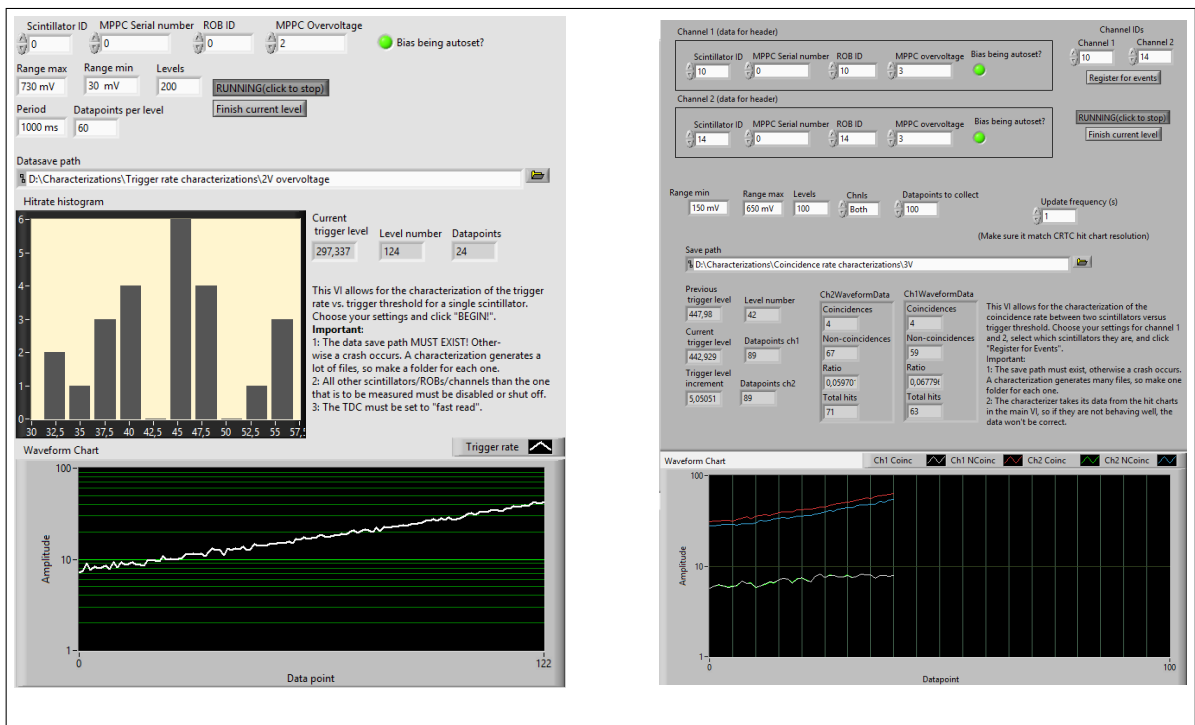 Scintillator ID MPPC Serial number ROB ID MPPC Overvoltage
0 0 0 2 Bias being autoset?
Range max Range min Levels
730 mV 30 mV 200 RUNNING(click to stop)
Period Datapoints per level Finish current level
1000 ms 60
Datasave path
D:\Characterizations\Trigger rate characterizations\2V overvoltage
Hitrate histogram
6
5
4
3
2
1
0
30 32,5 35 37,5 40 42,5 45 47,5 50 52,5 55 57,5
Current
trigger level Level number Datapoints
297,337 124 24
This VI allows for the characterization of the trigger
rate vs. trigger threshold for a single scintillator.
Choose your settings and click "BEGIN!".
Important:
1: The data save path MUST EXIST! Other-
wise a crash occurs. A characterization generates a
lot of files, so make a folder for each one.
2: All other scintillators/ROBs/channels than the one
that is to be measured must be disabled or shut off.
3: The TDC must be set to "fast read".
Waveform Chart Trigger rate
100
10
1
Amplitude
0 122
Data point
Channel 1 (data for header)
Scintillator ID MPPC Serial number ROB ID MPPC overvoltage Bias being autoset?
10 0 10 3
Channel 2 (data for header)
Scintillator ID MPPC Serial number ROB ID MPPC overvoltage Bias being autoset?
14 0 14 3
Channel IDs
Channel 1 Channel 2
10 14
Register for events
RUNNING(click to stop)
Finish current level
Range min Range max Levels Chnls Datapoints to collect
150 mV 650 mV 100 Both 100
Update frequency (s)
1
(Make sure it match CRTC hit chart resolution)
Save path
D:\Characterizations\Coincidence rate characterizations\3V
Previous
trigger level Level number
447,98 42
Current
trigger level Datapoints ch1
442,929 89
Trigger level
increment Datapoints ch2
5,05051 89
Ch2WaveformData
Coincidences
4
Non-coincidences
67
Ratio
0,05970
Total hits
71
Ch1WaveformData
Coincidences
4
Non-coincidences
59
Ratio
0,06779
Total hits
63
This VI allows for the characterization of the
coincidence rate between two scintillators versus
trigger threshold. Choose your settings for channel 1
and 2, select which scintillators they are, and click
"Register for Events".
Important:
1: The save path must exist, otherwise a crash occurs.
A characterization generates many files, so make one
folder for each one.
2: The characterizer takes its data from the hit charts
in the main VI, so if they are not behaving well, the
data won't be correct.
Waveform Chart Ch1 Coinc Ch1 NCoinc Ch2 Coinc Ch2 NCoinc
100
10
1
Amplitude
0 100
Datapoint